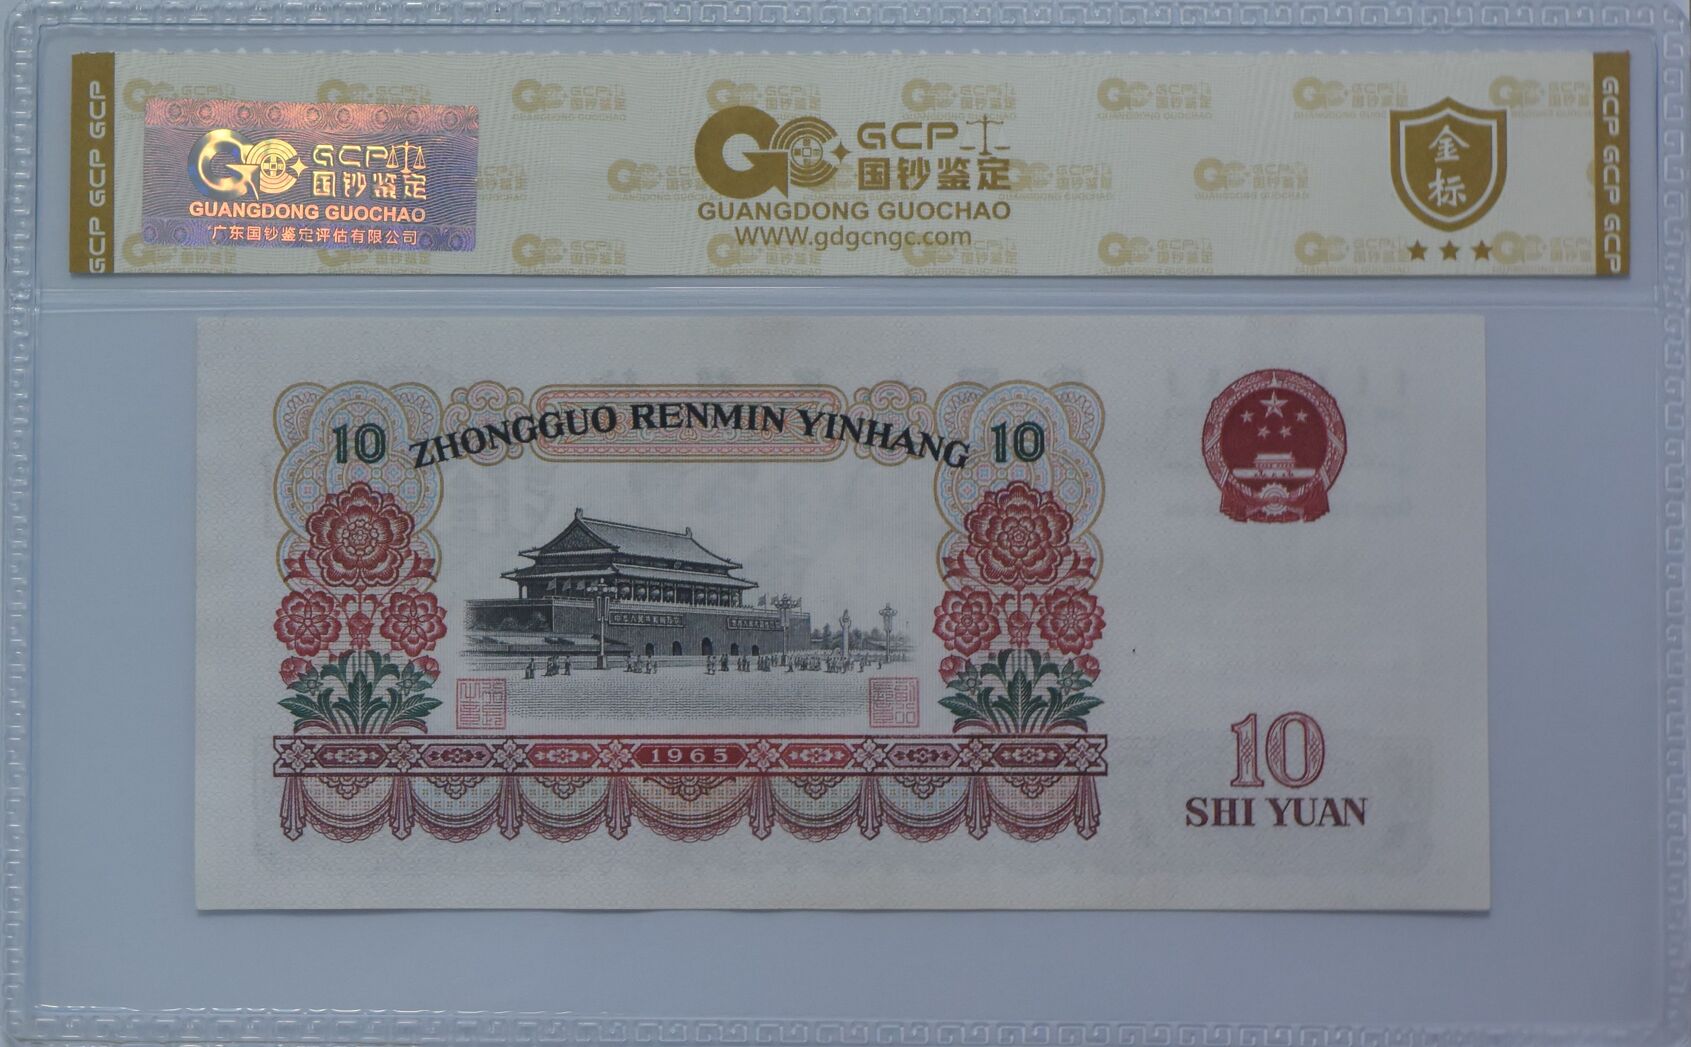 GCP GCP GCP
GCP
国钞鉴定
GUANGDONG GUOCHAO
广东国钞鉴定评估有限公司
GCP
国钞鉴定
GUANGDONG GUOCHAO
WWW.gdgcngc.com
金标
GCP GCP GCP
10
ZHONGGUO RENMIN YINHANG
10
1965
10
SHI YUAN